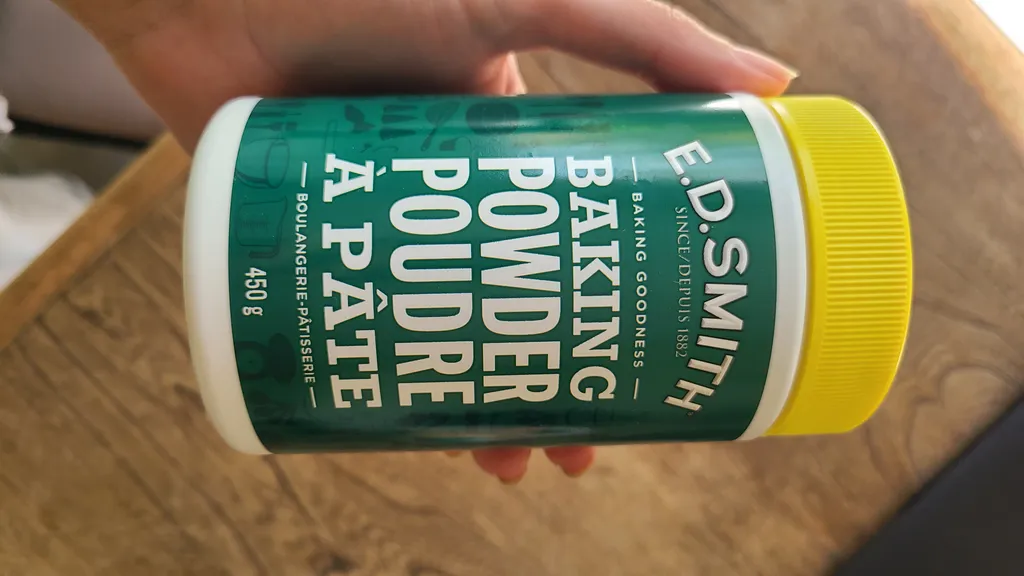 E.D.SMITH
SINCE/DEPUIS 1882
BAKING GOODNESS
BAKING
POWDER
POUDRE
À PÂTE
BOULANGERIE-PÂTISSERIE
450 g